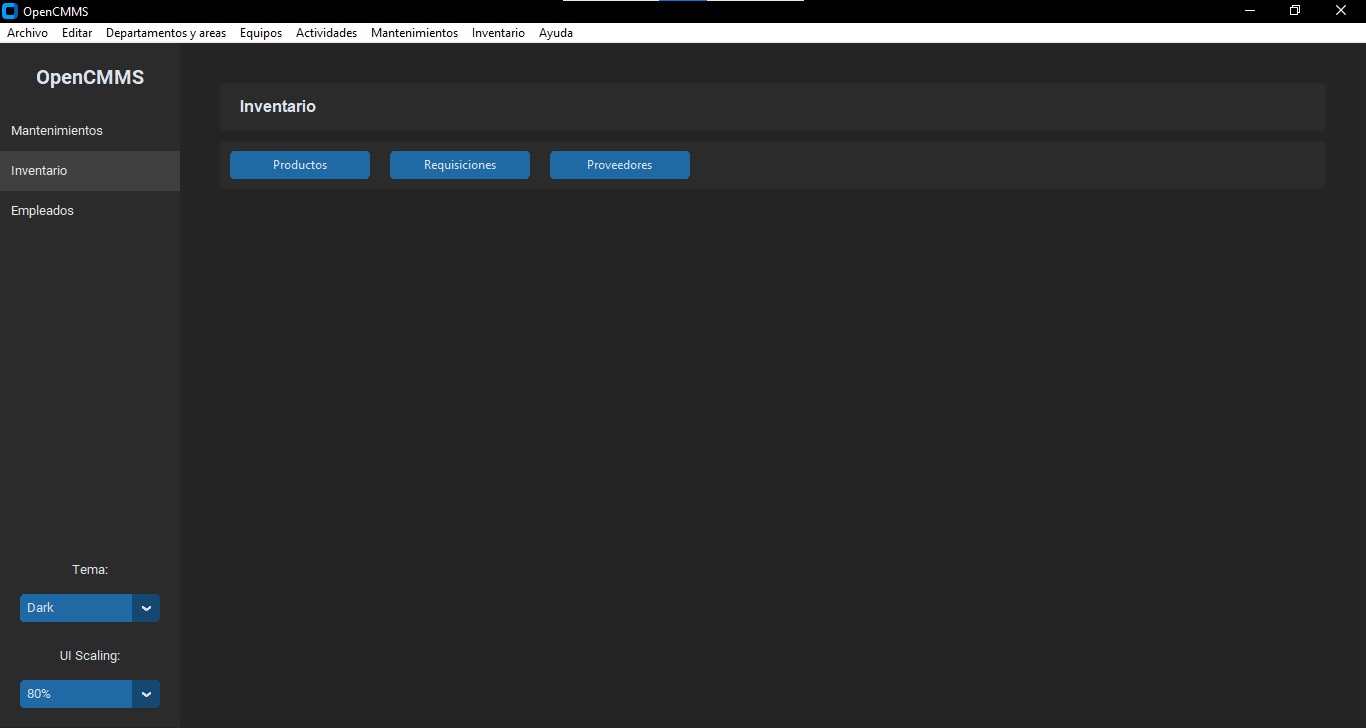 OpenCMMS
Archivo Editar Departamentos y areas Equipos Actividades Mantenimientos Inventario Ayuda
OpenCMMS
Mantenimientos
Inventario
Empleados
Tema:
Dark
UI Scaling:
80%
Inventario
Productos Requisiciones Proveedores